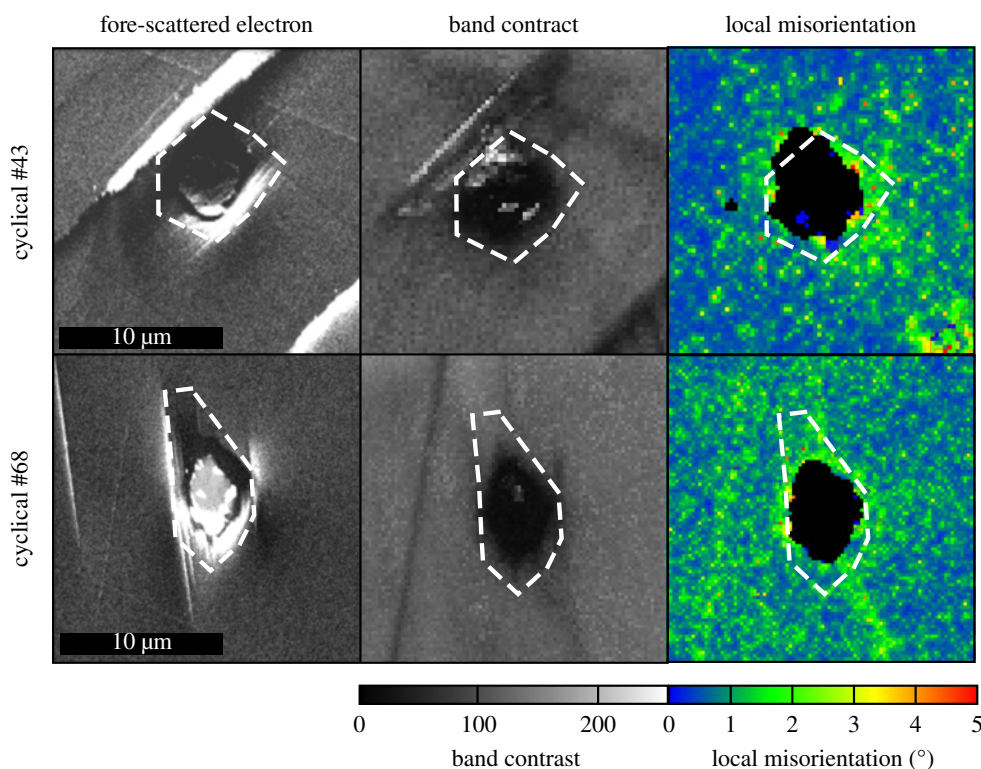 fore-scattered electron
band contract
local misorientation
cyclical #43
10 µm
cyclical #68
10 µm
0 100 200
0 1 2 3 4 5
band contrast
local misorientation (°)